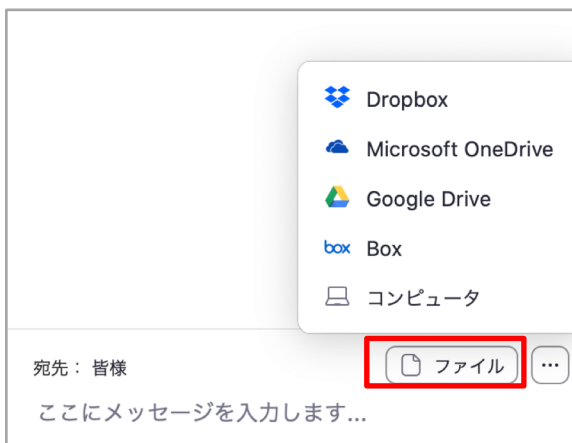 Dropbox
Microsoft OneDrive
Google Drive
box Box
コンピュータ
宛先： 皆様 ファイル ...
ここにメッセージを入力します...